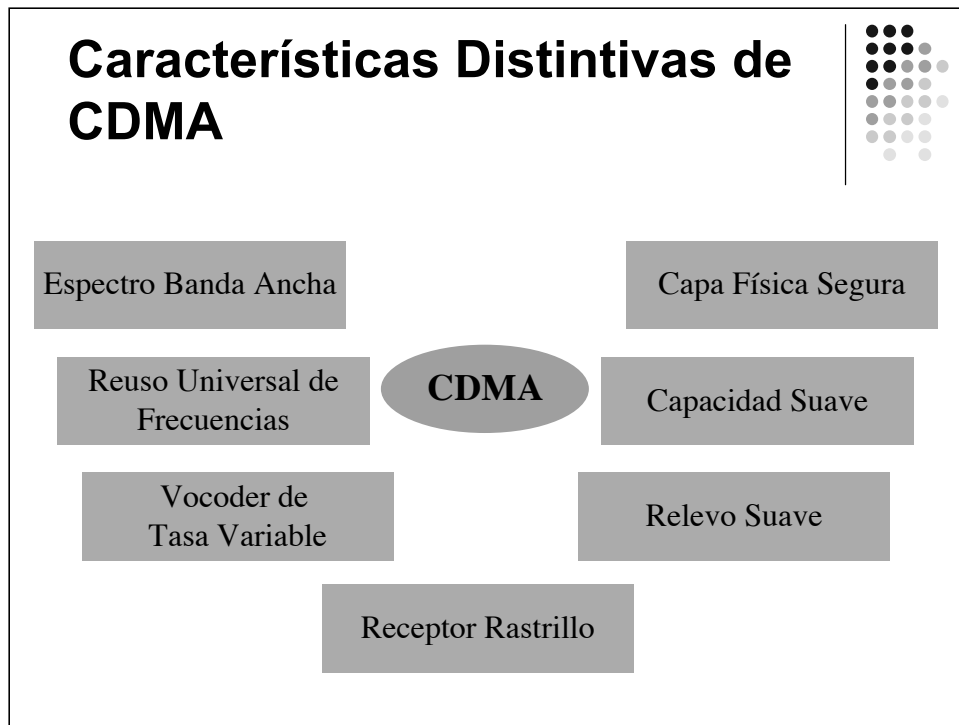 Características Distintivas de
CDMA
Espectro Banda Ancha
Capa Física Segura
Reuso Universal de
Frecuencias
CDMA
Capacidad Suave
Vocoder de
Tasa Variable
Relevo Suave
Receptor Rastrillo